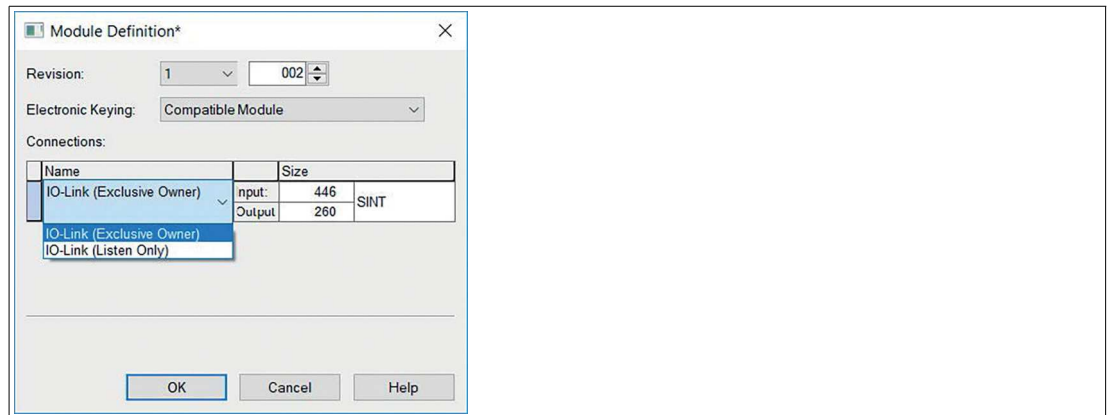 Module Definition*
Revision: 1 002
Electronic Keying: Compatible Module
Connections:
Name Size
IO-Link (Exclusive Owner) nput: 446 SINT
Output 260
IO-Link (Exclusive Owner)
IO-Link (Listen Only)
OK Cancel Help